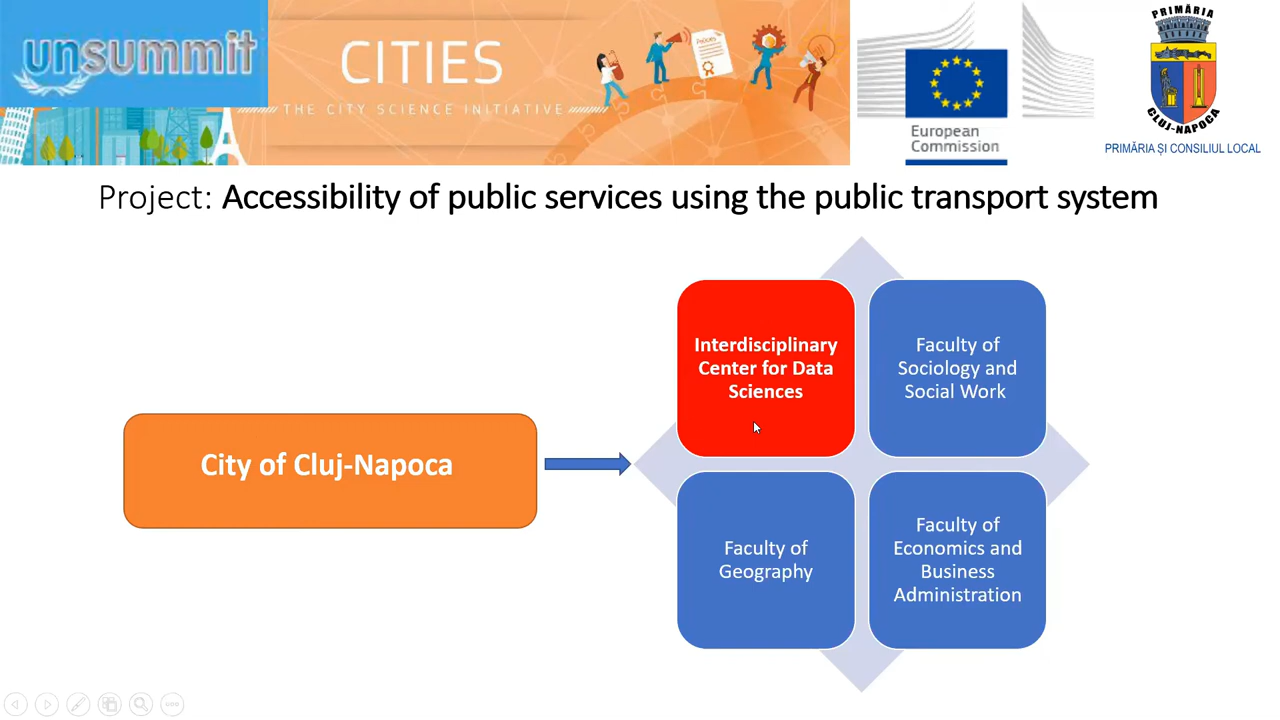 unsummit
CITIES
THE CITY SCIENCE INITIATIVE
Policies
European
Commission
PRIMĂRIA
CLUJ-NAPOCA
PRIMĂRIA ȘI CONSILIUL LOCAL
Project: Accessibility of public services using the public transport system
City of Cluj-Napoca
Interdisciplinary
Center for Data
Sciences
Faculty of
Sociology and
Social Work
Faculty of
Geography
Faculty of
Economics and
Business
Administration